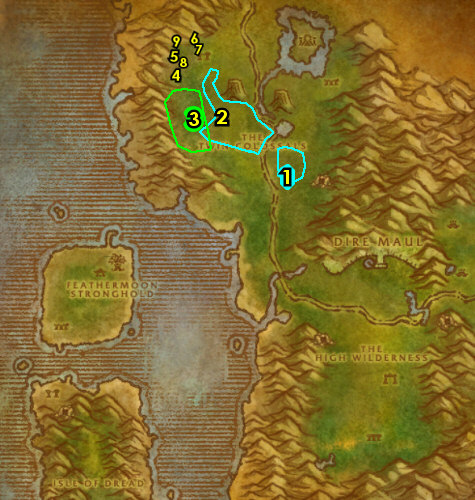 9 6
7
5 8
4
3 2
THE
TWIN COLOSSALS
1
DIRE MAUL
FEATHERMOON
STRONGHOLD
THE
HIGH WILDERNESS
ISLE OF DREAD